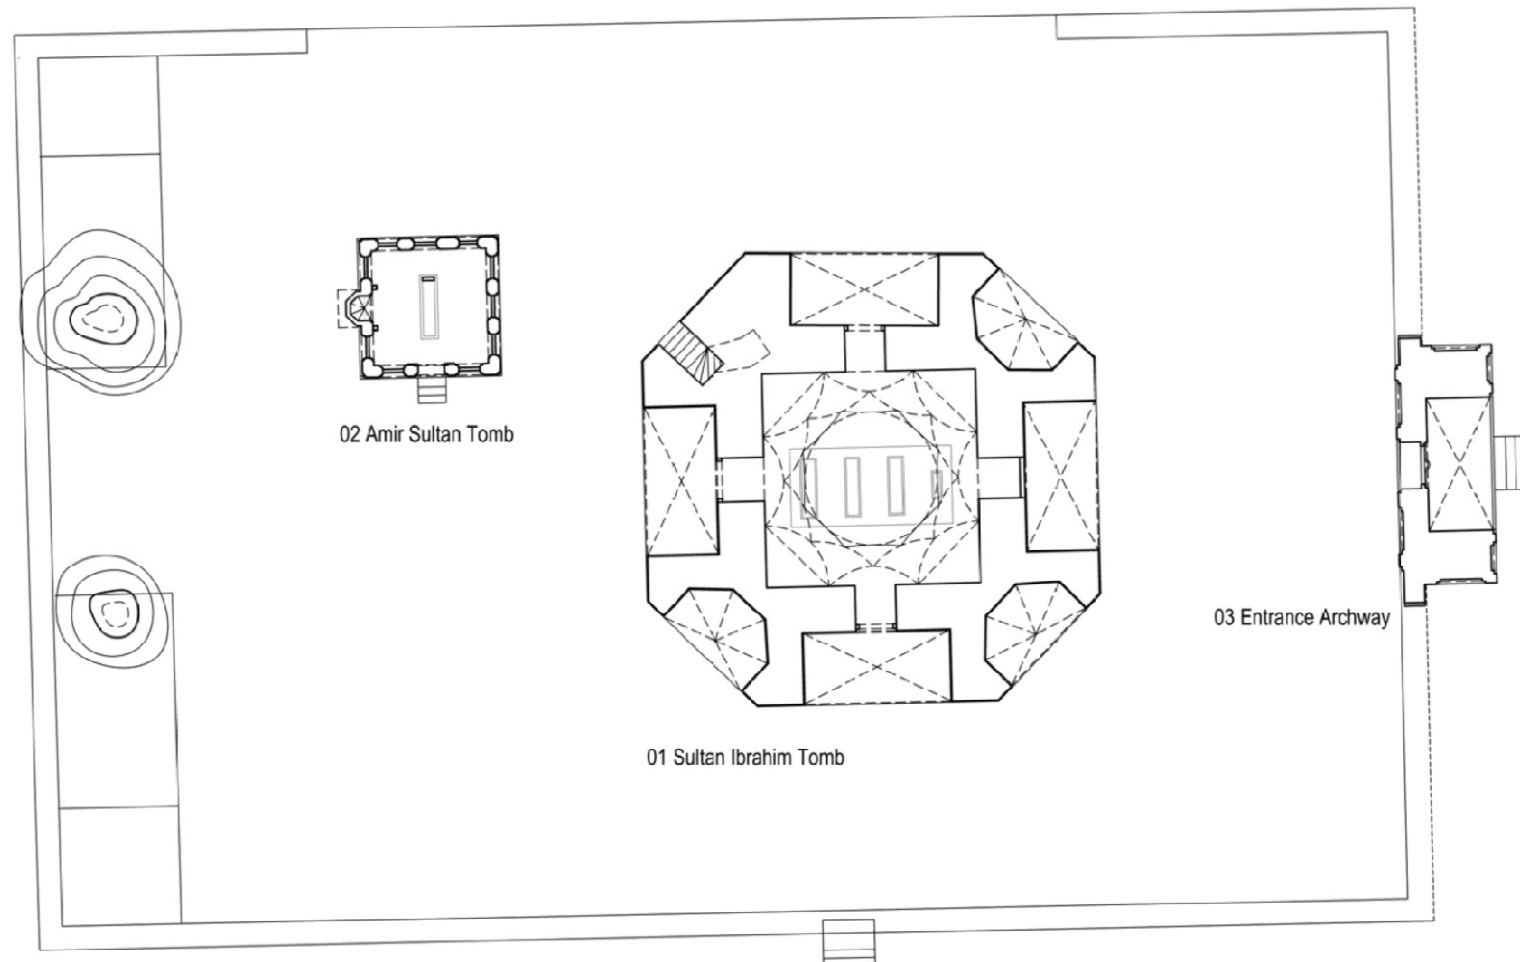 02 Amir Sultan Tomb
03 Entrance Archway
01 Sultan Ibrahim Tomb